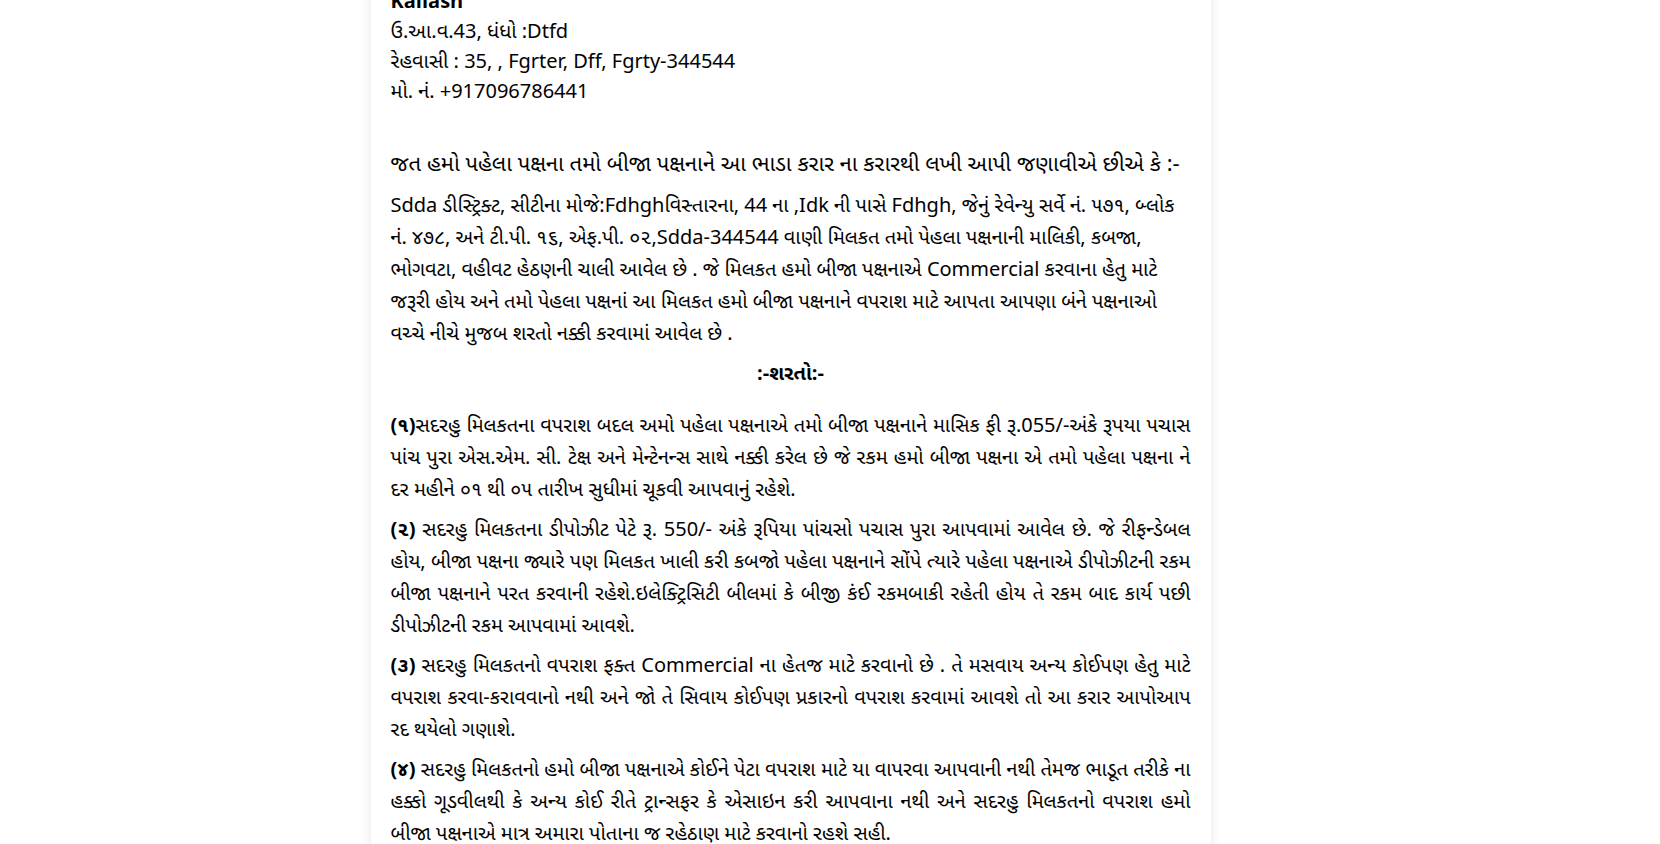 Kailash
ઉ.આ.વ.43, ધંધો :Dtfd
રેહવાસી : 35, , Fgrter, Dff, Fgrty-344544
મો. નં. +917096786441
જત હમો પહેલા પક્ષના તમો બીજા પક્ષનાને આ ભાડા કરાર ના કરારથી લખી આપી જણાવીએ છીએ કે :-
Sdda ડીસ્ટ્રિક્ટ, સીટીના મોજે:Fdhghવિસ્તારના, 44 ના ,Idk ની પાસે Fdhgh, જેનું રેવેન્યુ સર્વે નં. ૫૭૧, બ્લોક
નં. ૪૭૮, અને ટી.પી. ૧૬, એફ.પી. ૦૨,Sdda-344544 વાણી મિલકત તમો પેહલા પક્ષનાની માલિકી, કબજા,
ભોગવટા, વહીવટ હેઠણની ચાલી આવેલ છે . જે મિલકત હમો બીજા પક્ષનાએ Commercial કરવાના હેતુ માટે
જરૂરી હોય અને તમો પેહલા પક્ષનાં આ મિલકત હમો બીજા પક્ષનાને વપરાશ માટે આપતા આપણા બંને પક્ષનાઓ
વચ્ચે નીચે મુજબ શરતો નક્કી કરવામાં આવેલ છે .
:-શરતો:-
(૧)સદરહુ મિલકતના વપરાશ બદલ અમો પહેલા પક્ષનાએ તમો બીજા પક્ષનાને માસિક ફી રૂ.055/-અંકે રૂપયા પચાસ
પાંચ પુરા એસ.એમ. સી. ટેક્ષ અને મેન્ટેનન્સ સાથે નક્કી કરેલ છે જે રકમ હમો બીજા પક્ષના એ તમો પહેલા પક્ષના ને
દર મહીને ૦૧ થી ૦૫ તારીખ સુધીમાં ચૂકવી આપવાનું રહેશે.
(૨) સદરહુ મિલકતના ડીપોઝીટ પેટે રૂ. 550/- અંકે રૂપિયા પાંચસો પચાસ પુરા આપવામાં આવેલ છે. જે રીફન્ડેબલ
હોય, બીજા પક્ષના જ્યારે પણ મિલકત ખાલી કરી કબજો પહેલા પક્ષનાને સોંપે ત્યારે પહેલા પક્ષનાએ ડીપોઝીટની રકમ
બીજા પક્ષનાને પરત કરવાની રહેશે.ઇલેક્ટ્રિસિટી બીલમાં કે બીજી કંઈ રકમબાકી રહેતી હોય તે રકમ બાદ કાર્ય પછી
ડીપોઝીટની રકમ આપવામાં આવશે.
(૩) સદરહુ મિલકતનો વપરાશ ફક્ત Commercial ના હેતજ માટે કરવાનો છે . તે મસવાય અન્ય કોઈપણ હેતુ માટે
વપરાશ કરવા-કરાવવાનો નથી અને જો તે સિવાય કોઈપણ પ્રકારનો વપરાશ કરવામાં આવશે તો આ કરાર આપોઆપ
રદ થયેલો ગણાશે.
(૪) સદરહુ મિલકતનો હમો બીજા પક્ષનાએ કોઈને પેટા વપરાશ માટે યા વાપરવા આપવાની નથી તેમજ ભાડૂત તરીકે ના
હક્કો ગૂડવીલથી કે અન્ય કોઈ રીતે ટ્રાન્સફર કે એસાઇન કરી આપવાના નથી અને સદરહુ મિલકતનો વપરાશ હમો
બીજા પક્ષનાએ માત્ર અમારા પોતાના જ રહેઠાણ માટે કરવાનો રહશે સહી.